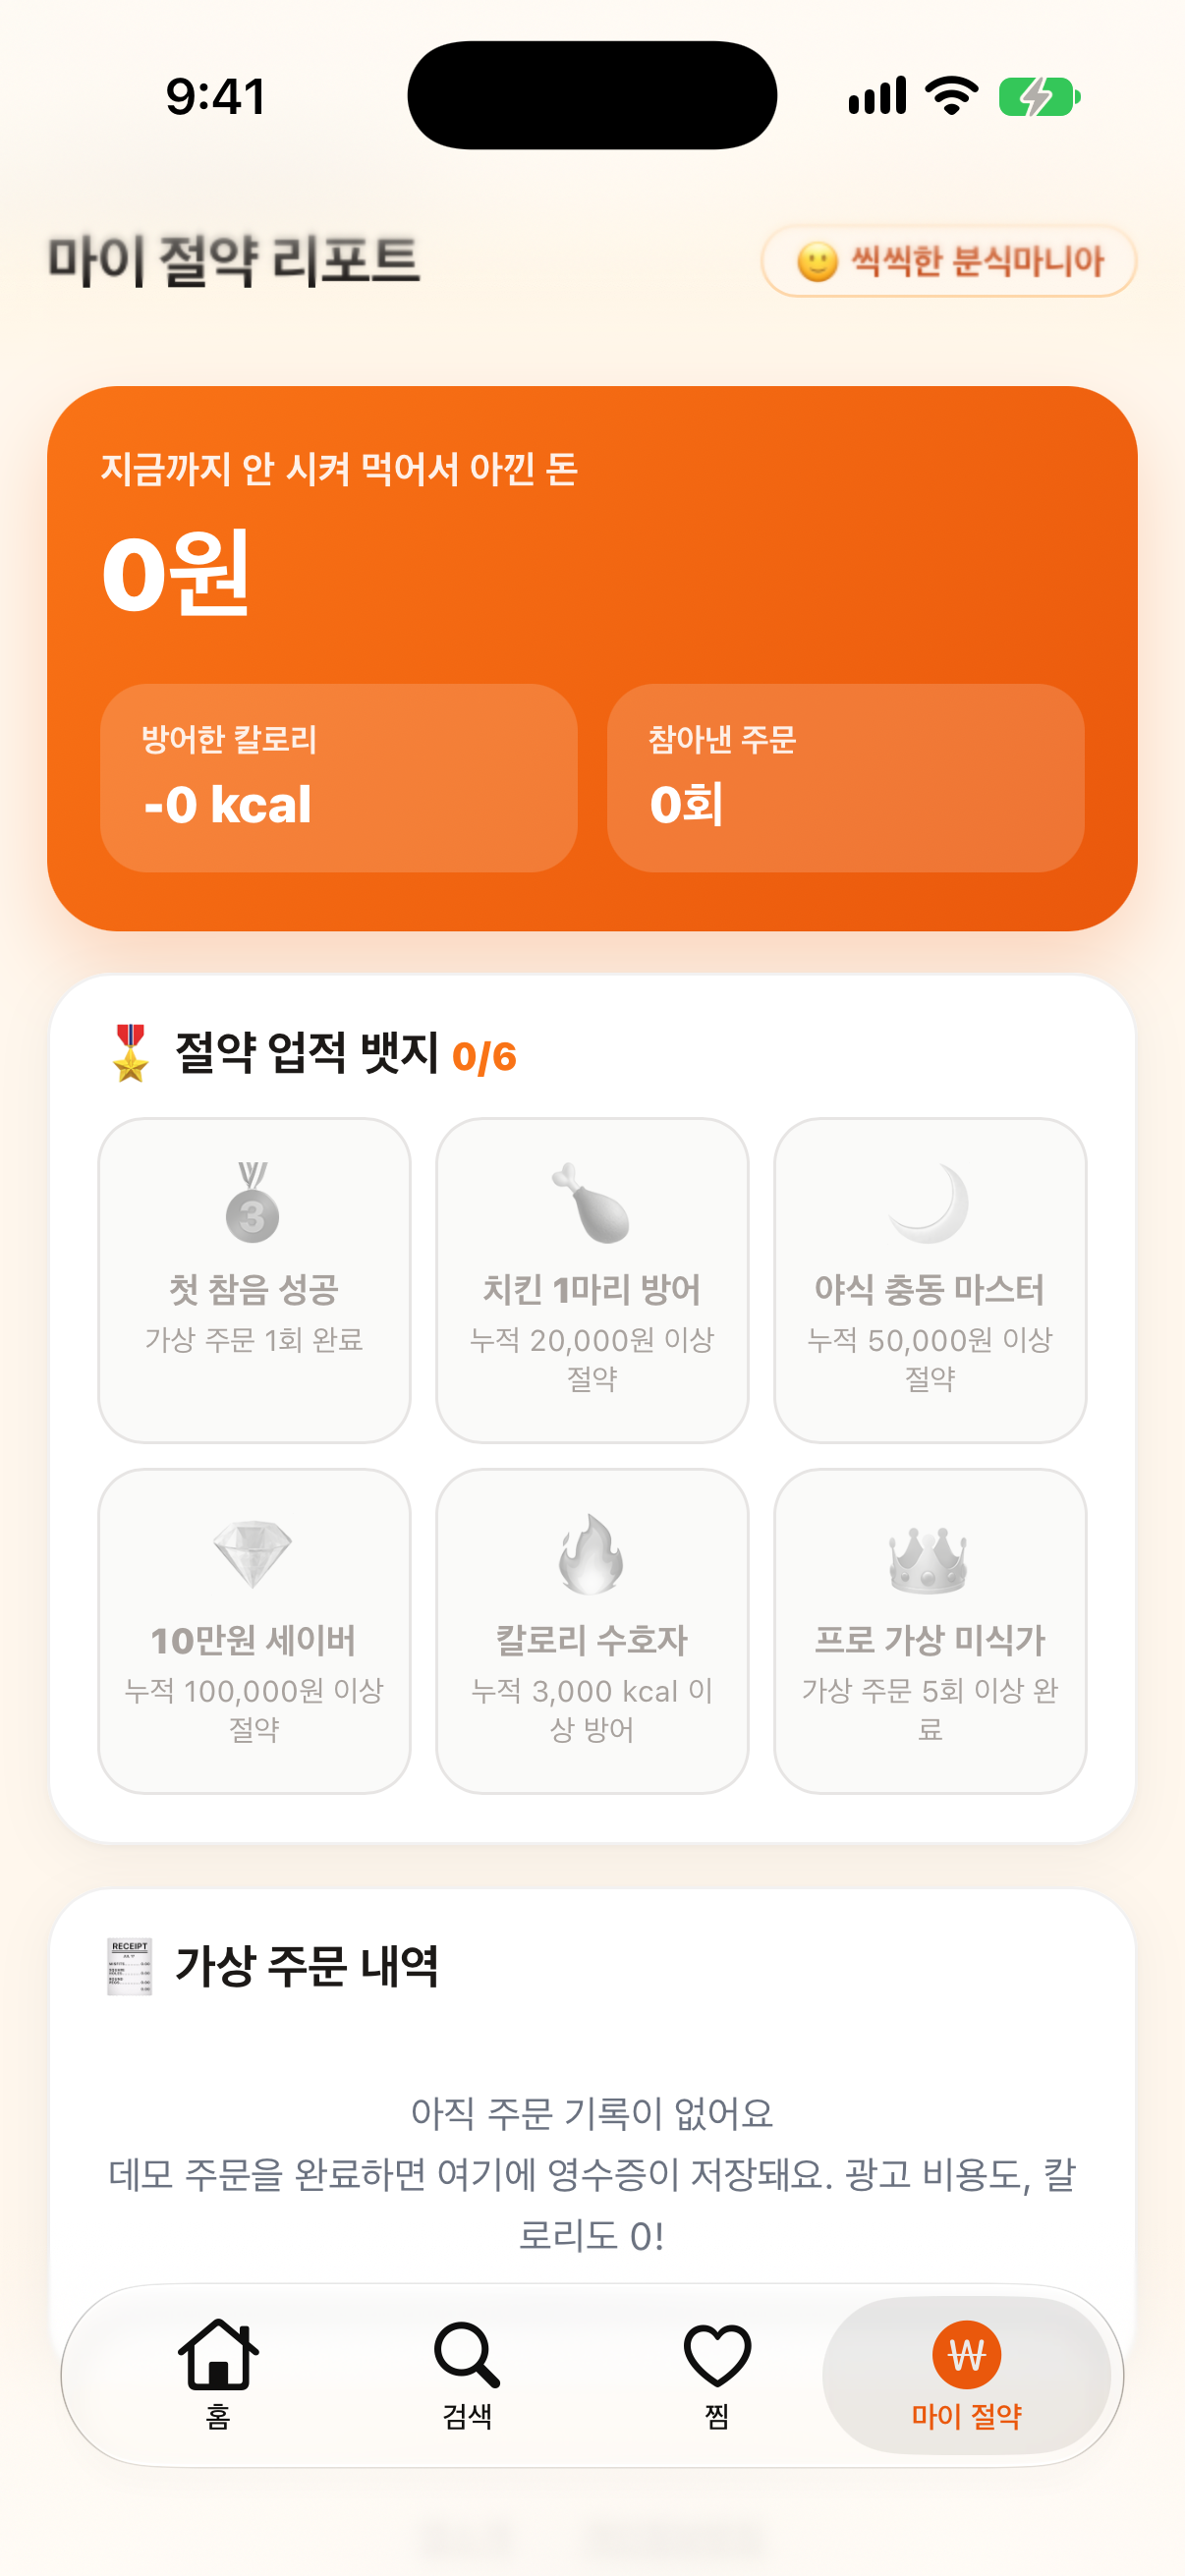 9:41
마이 절약 리포트
씩씩한 분식마니아
지금까지 안 시켜 먹어서 아낀 돈
0원
방어한 칼로리
-0 kcal
참아낸 주문
0회
절약 업적 뱃지 0/6
3
첫 참음 성공
가상 주문 1회 완료
치킨 1마리 방어
누적 20,000원 이상
절약
야식 충동 마스터
누적 50,000원 이상
절약
10만원 세이버
누적 100,000원 이상
절약
칼로리 수호자
누적 3,000 kcal 이
상 방어
프로 가상 미식가
가상 주문 5회 이상 완
료
RECEIPT
가상 주문 내역
아직 주문 기록이 없어요
데모 주문을 완료하면 여기에 영수증이 저장돼요. 광고 비용도, 칼
로리도 0!
홈
검색
찜
₩
마이 절약